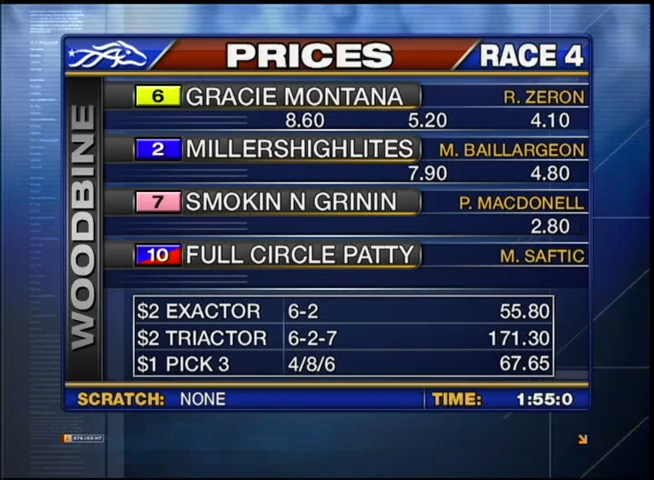 PRICES RACE 4
WOODBINE
6 GRACIE MONTANA R. ZERON
8.60 5.20 4.10
2 MILLERSHIGHLITES M. BAILLARGEON
7.90 4.80
7 SMOKIN N GRININ P. MACDONELL
2.80
10 FULL CIRCLE PATTY M. SAFTIC
$2 EXACTOR 6-2 55.80
$2 TRIACTOR 6-2-7 171.30
$1 PICK 3 4/8/6 67.65
SCRATCH: NONE TIME: 1:55:0